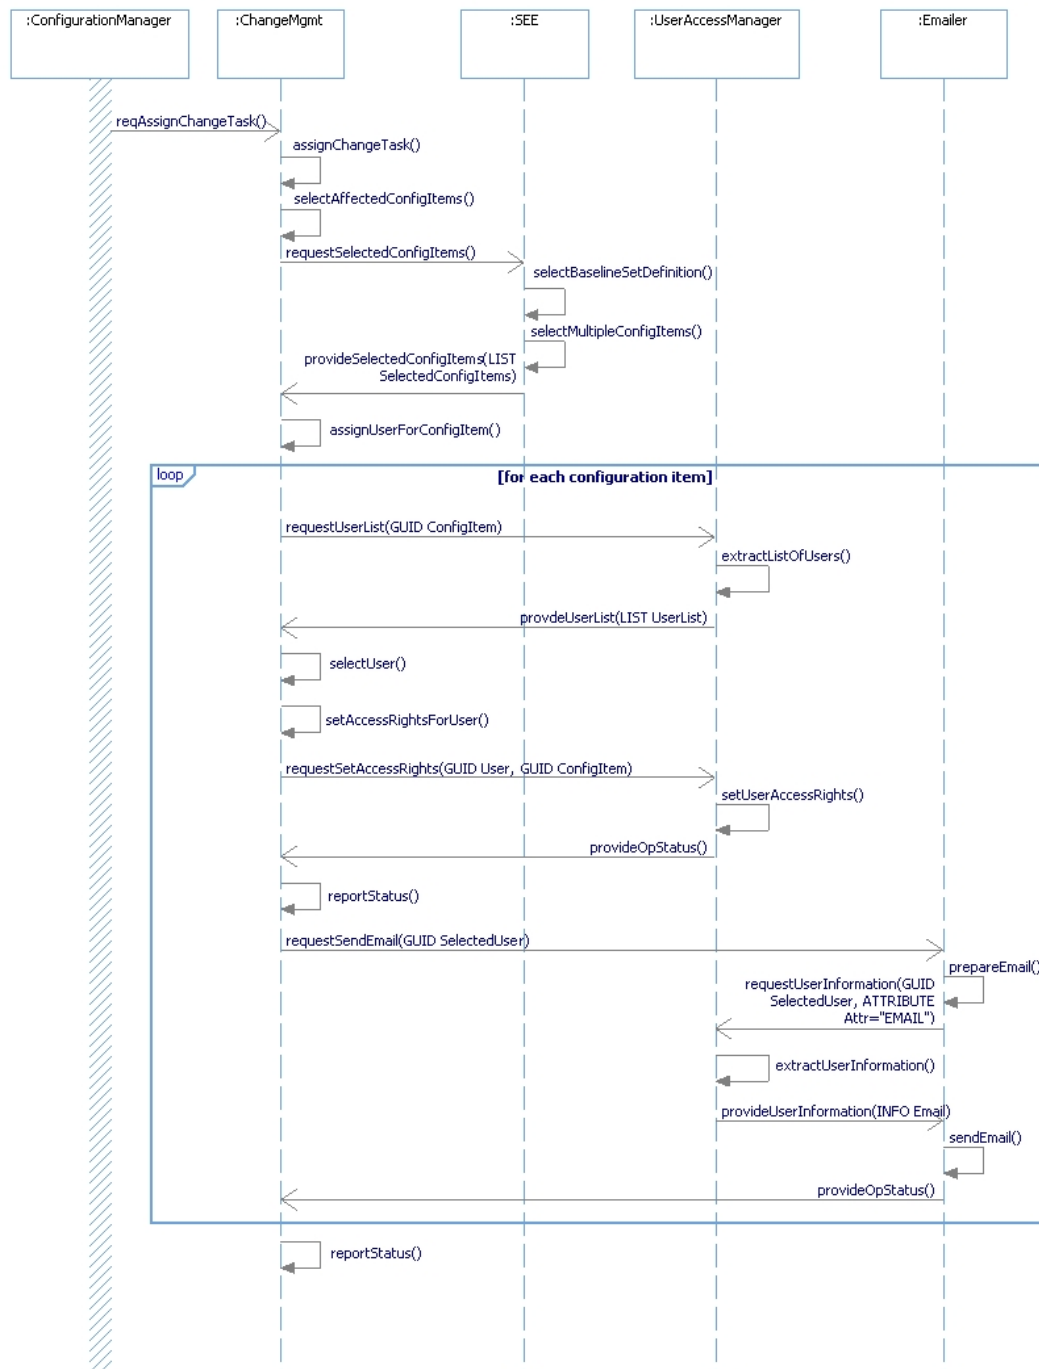 :ConfigurationManager
:ChangeMgmt
:SEE
:UserAccessManager
:Emailer
reqAssignChangeTask()
assignChangeTask()
selectAffectedConfigItems()
requestSelectedConfigItems()
selectBaselineSetDefinition()
selectMultipleConfigItems()
provideSelectedConfigItems(LIST
SelectedConfigItems)
assignUserForConfigItem()
loop
[for each configuration item]
requestUserList(GUID ConfigItem)
extractListOfUsers()
provdeUserList(LIST UserList)
selectUser()
setAccessRightsForUser()
requestSetAccessRights(GUID User, GUID ConfigItem)
setUserAccessRights()
provideOpStatus()
reportStatus()
requestSendEmail(GUID SelectedUser)
prepareEmail()
requestUserInformation(GUID
SelectedUser, ATTRIBUTE
Attr="EMAIL")
extractUserInformation()
provideUserInformation(INFO Email)
sendEmail()
provideOpStatus()
reportStatus()